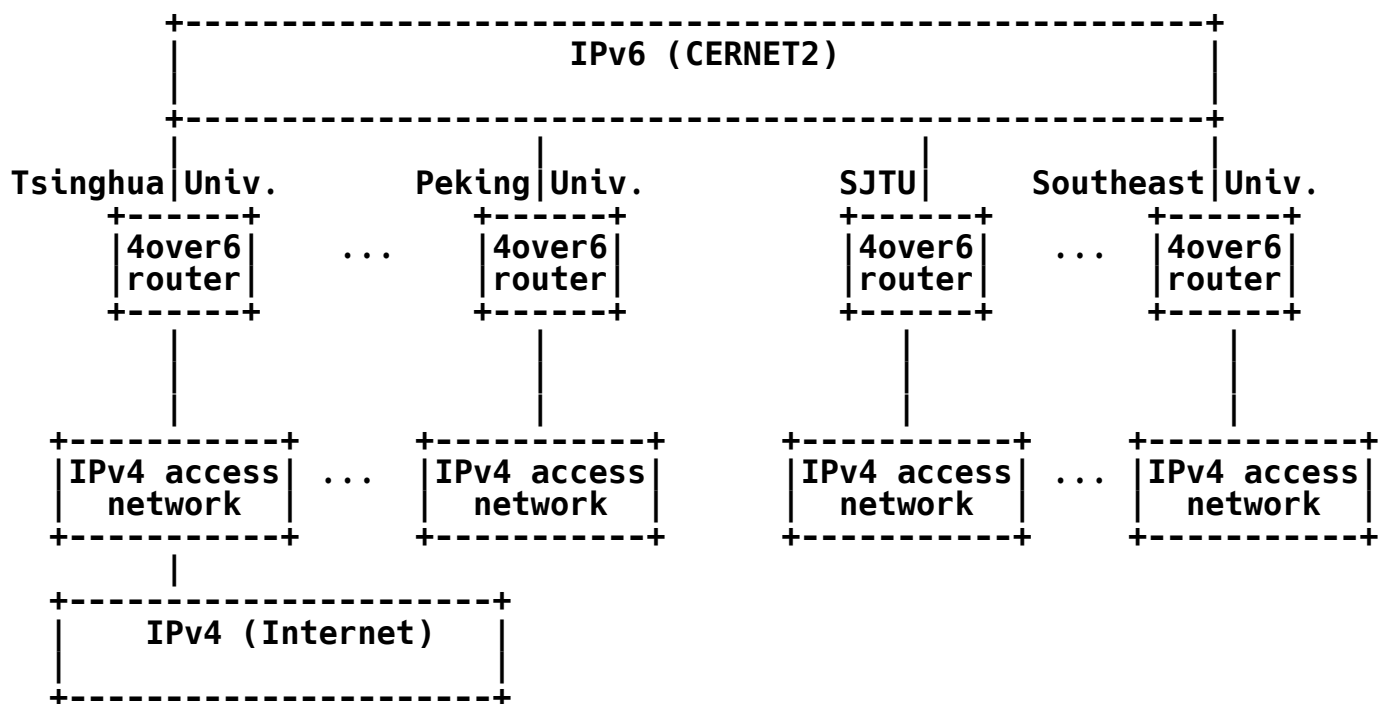 IPv6 (CERNET2)
Tsinghua|Univ. Peking|Univ. SJTU| Southeast|Univ.
|4over6| ... |4over6| |4over6| ... |4over6|
|router| |router| |router| |router|
|IPv4 access| ... |IPv4 access| |IPv4 access| ... |IPv4 access|
| network | | network | | network | | network |
IPv4 (Internet)